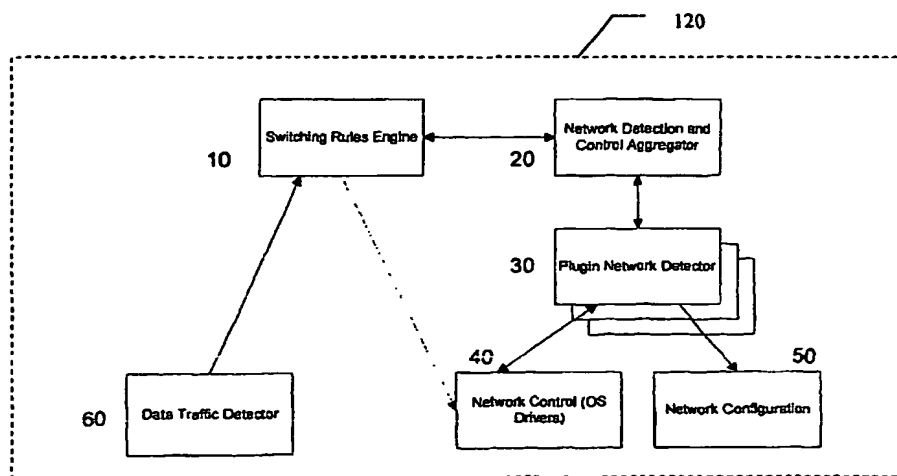 120
Switching Rules Engine
10
Network Detection and
Control Aggregator
20
Plugin Network Detector
30
40
50
Network Control (OS
Drivers)
Network Configuration
Data Traffic Detector
60